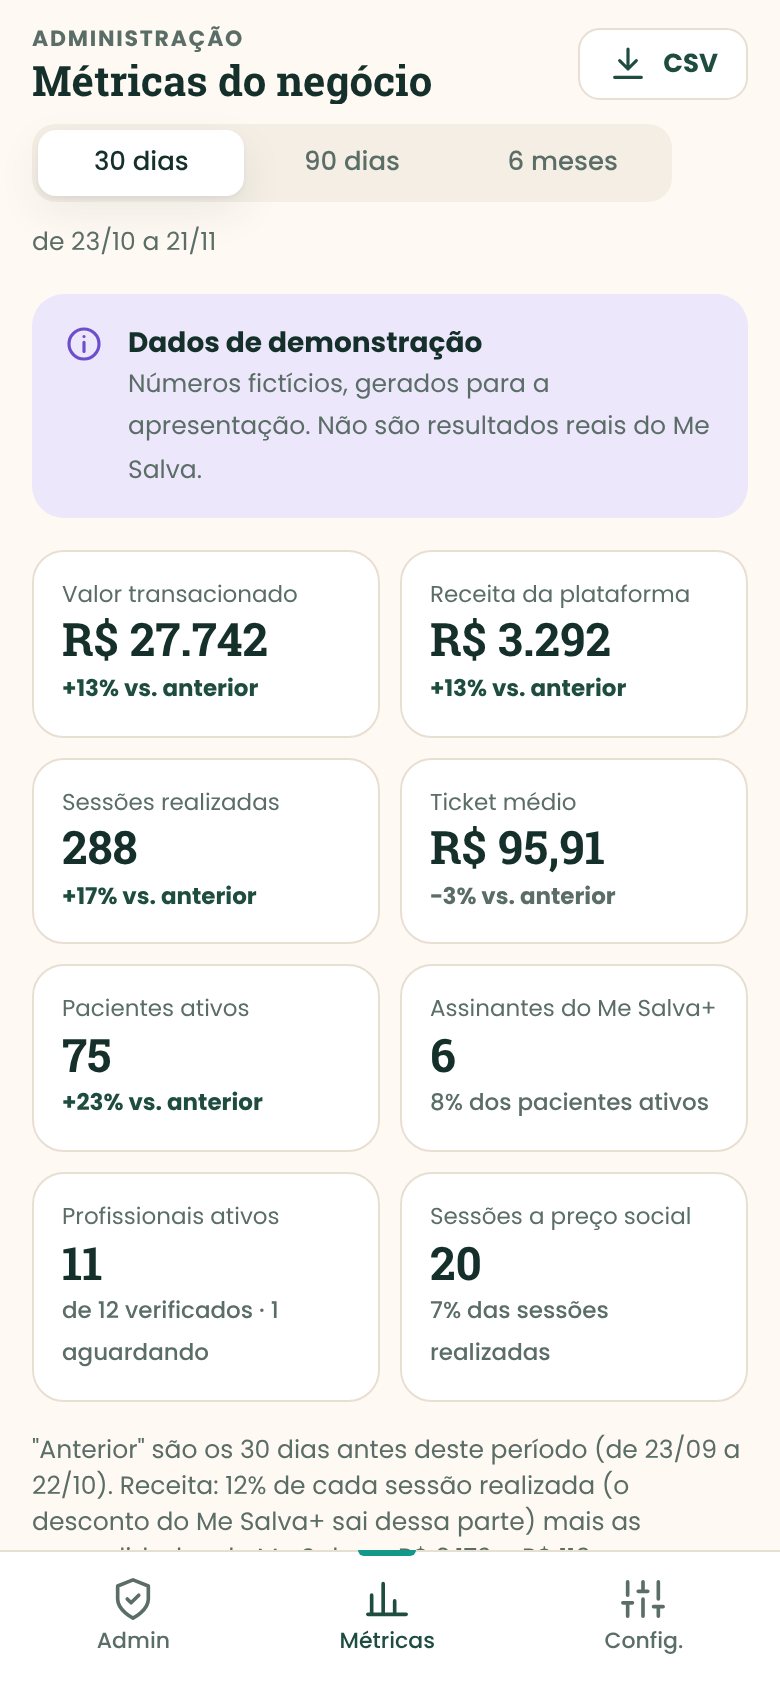 ADMINISTRAÇÃO
Métricas do negócio
CSV
30 dias
90 dias
6 meses
de 23/10 a 21/11
Dados de demonstração
Números fictícios, gerados para a
apresentação. Não são resultados reais do Me
Salva.
Valor transacionado
R$ 27.742
+13% vs. anterior
Receita da plataforma
R$ 3.292
+13% vs. anterior
Sessões realizadas
288
+17% vs. anterior
Ticket médio
R$ 95,91
-3% vs. anterior
Pacientes ativos
75
+23% vs. anterior
Assinantes do Me Salva+
6
8% dos pacientes ativos
Profissionais ativos
11
de 12 verificados · 1
aguardando
Sessões a preço social
20
7% das sessões
realizadas
"Anterior" são os 30 dias antes deste período (de 23/09 a
22/10). Receita: 12% de cada sessão realizada (o
desconto do Me Salva+ sai dessa parte) mais as
Admin
Métricas
Config.